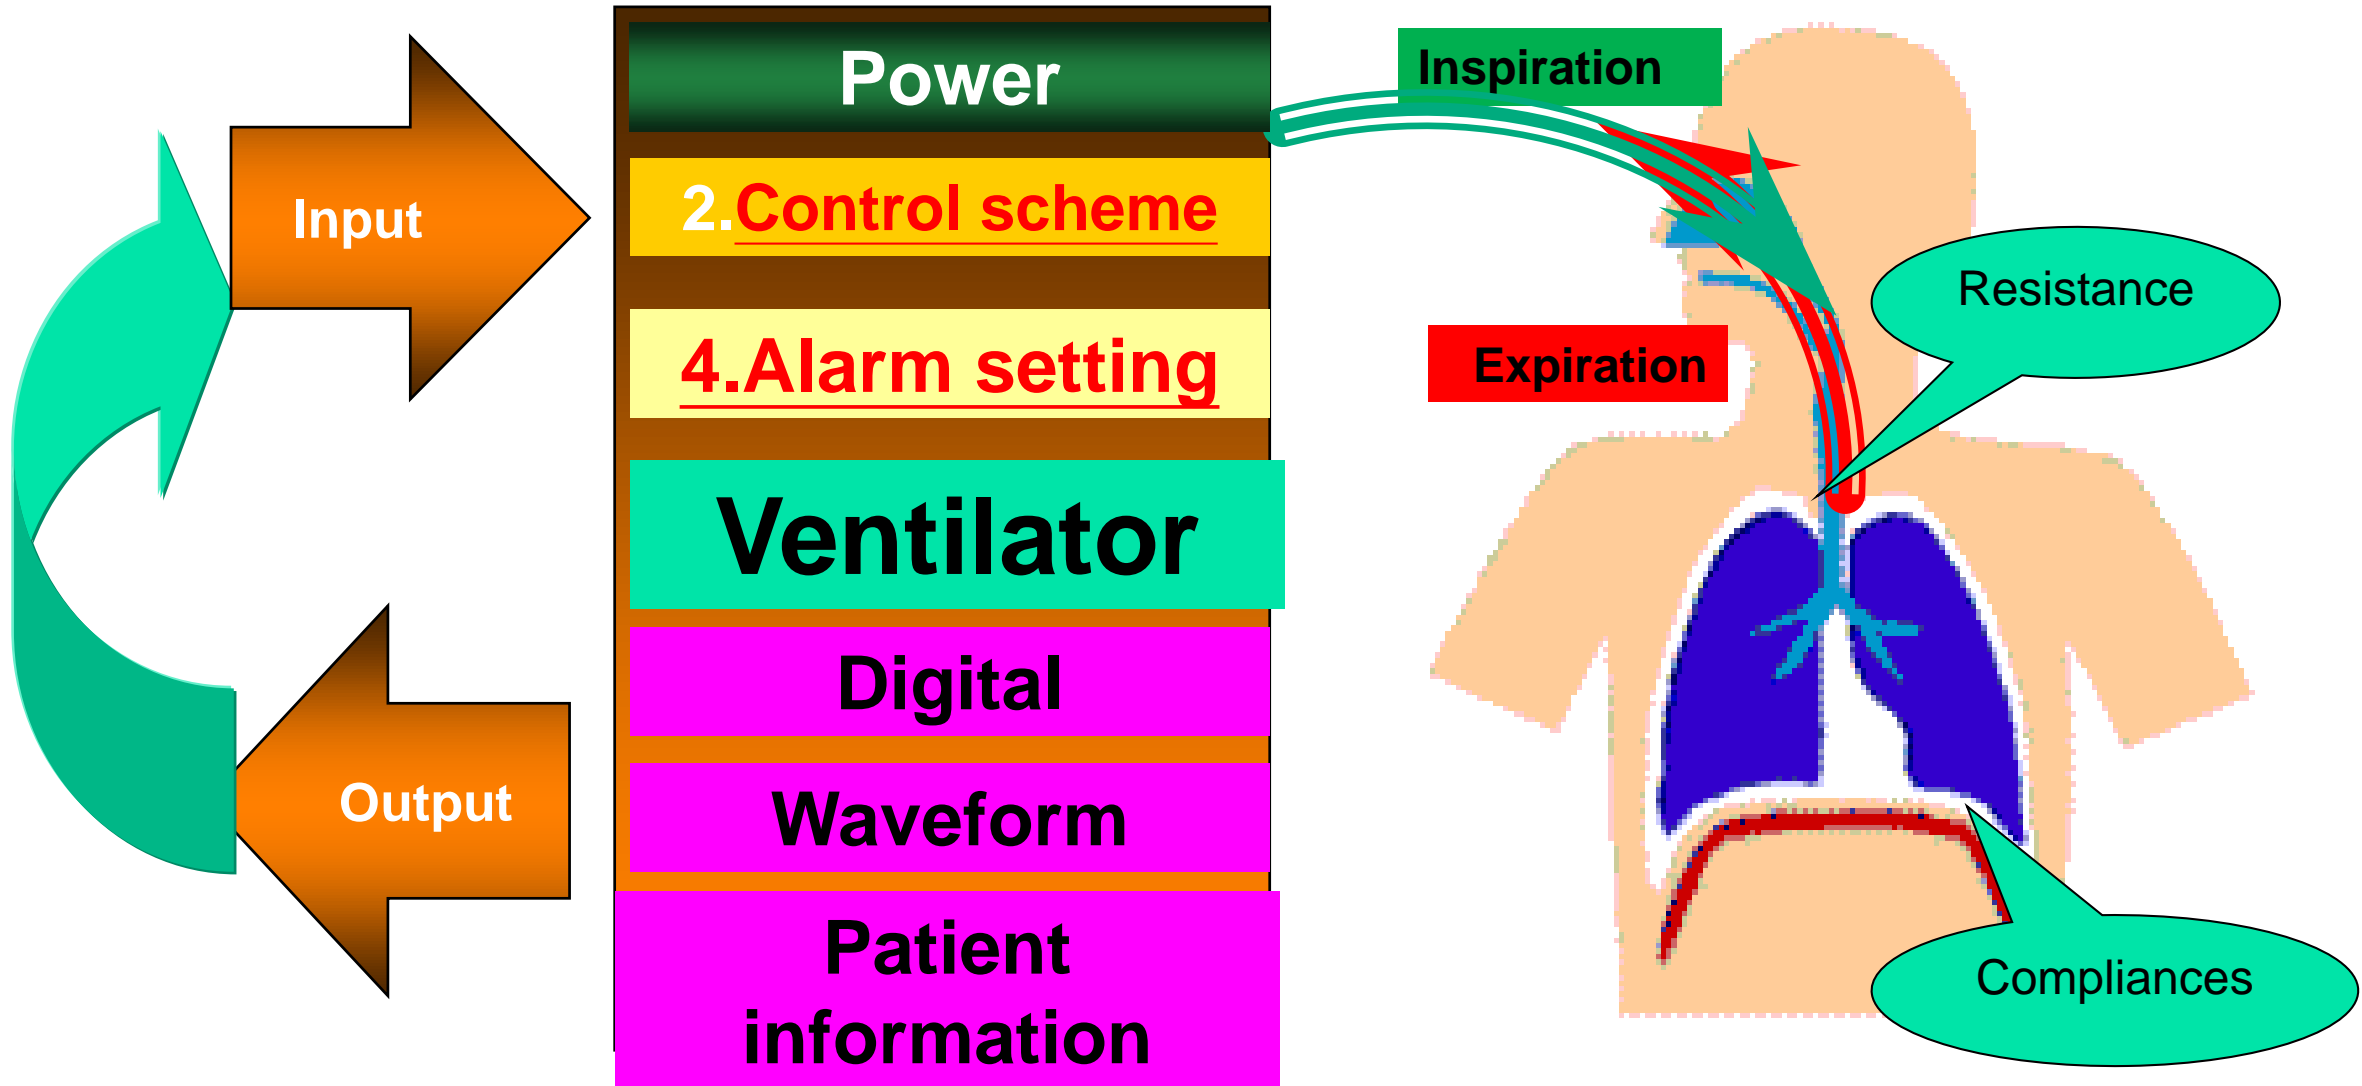 Power
Inspiration
Input
2.Control scheme
Resistance
4.Alarm setting
Expiration
Ventilator
Digital
Output
Waveform
Patient
information
Compliances